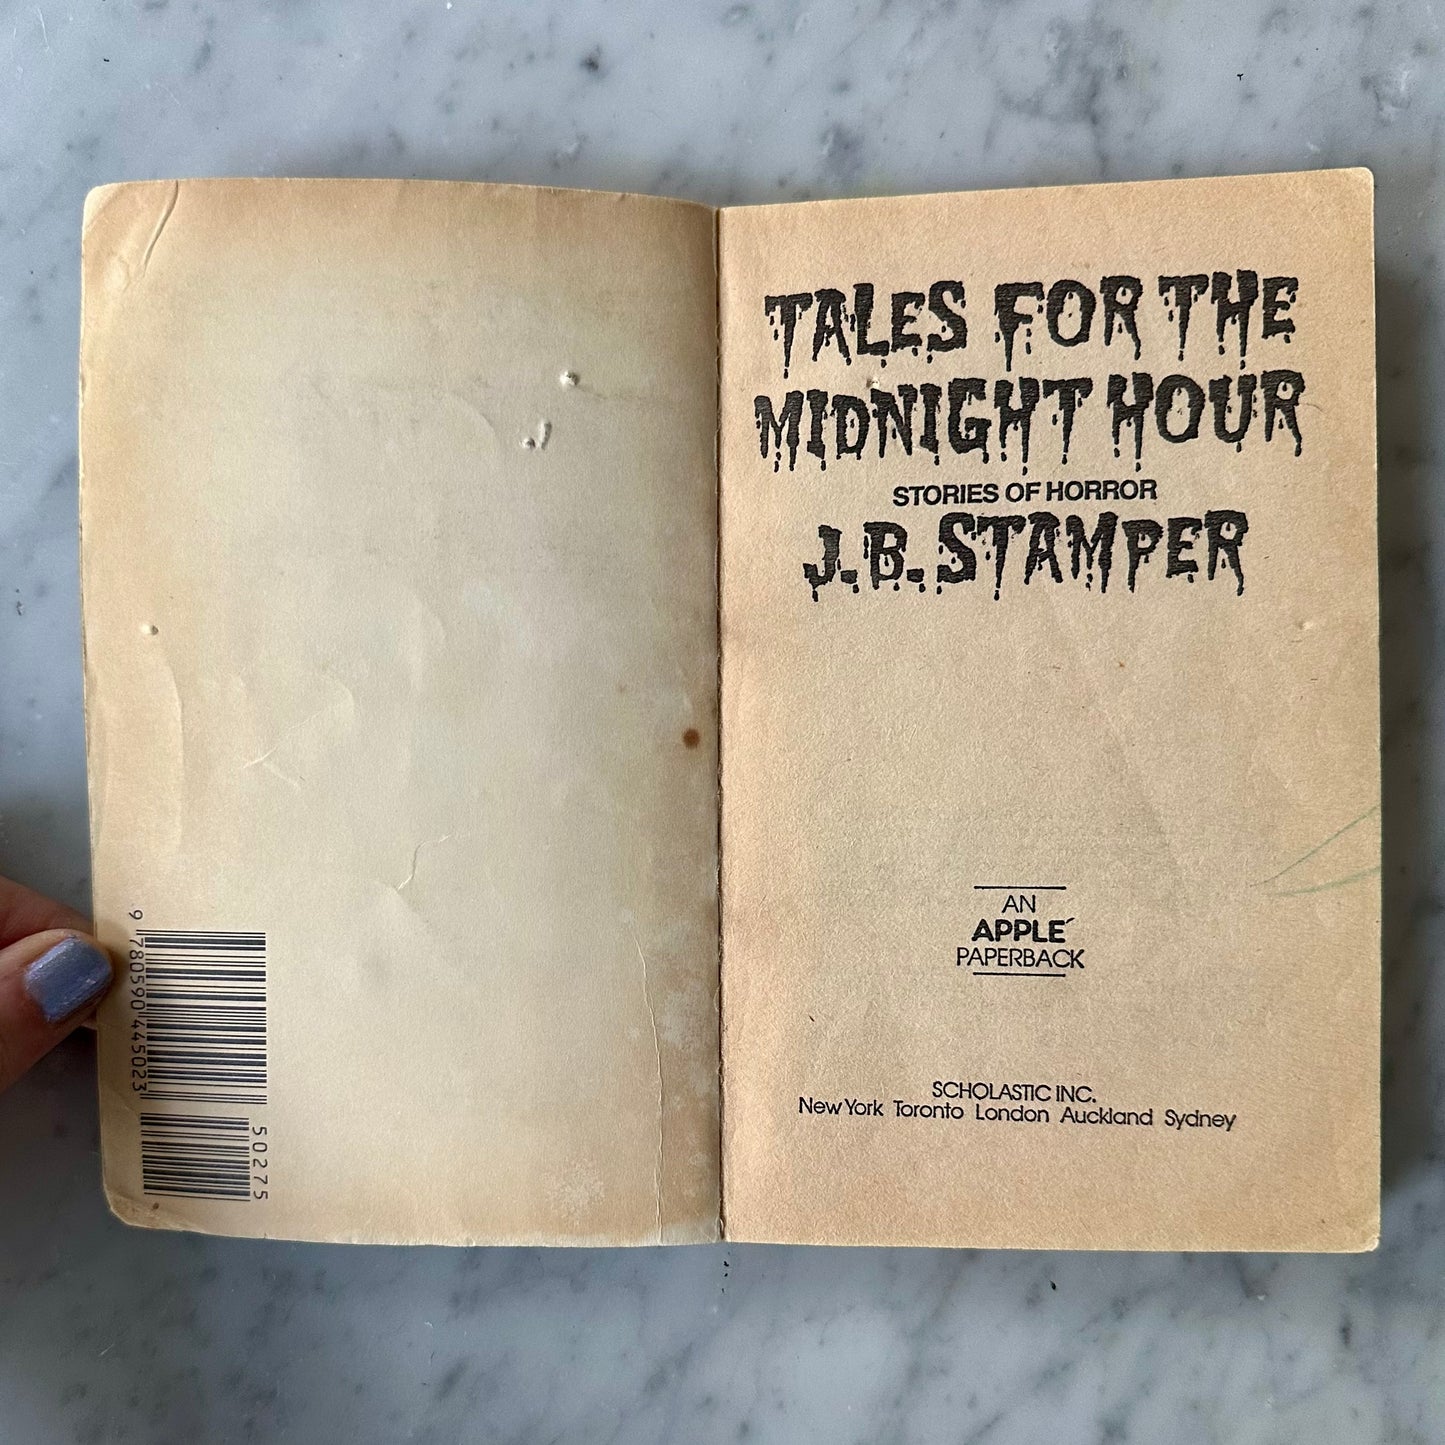 9 780590 445023
50275
TALES FOR THE
MIDNIGHT HOUR
STORIES OF HORROR
J.B. STAMPER
AN
APPLE
PAPERBACK
SCHOLASTIC INC.
New York Toronto London Auckland Sydney